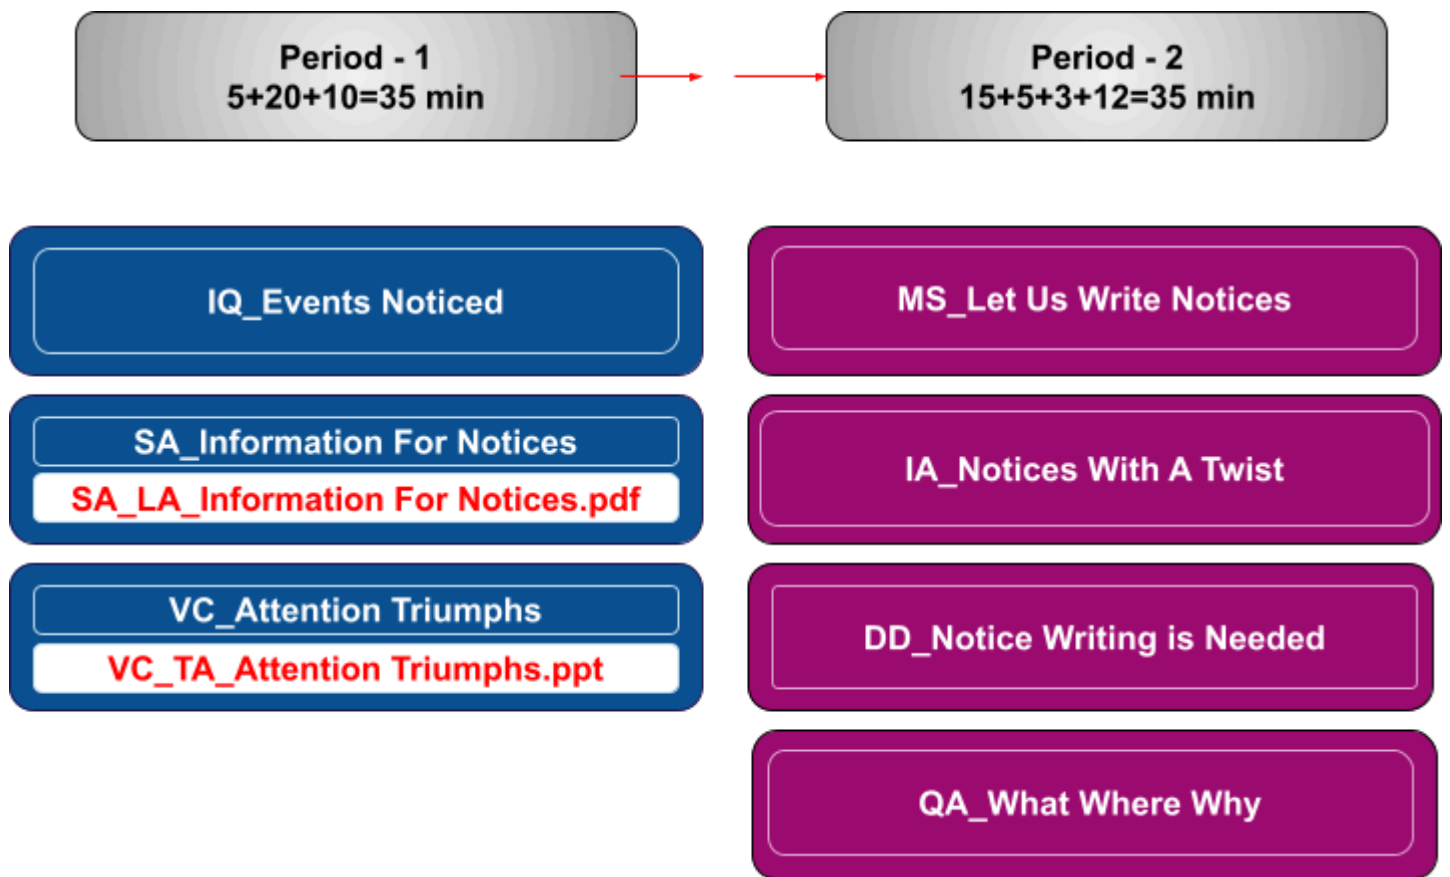 Period - 1
5+20+10=35 min
Period - 2
15+5+3+12=35 min
IQ_Events Noticed
SA_Information For Notices
SA_LA_Information For Notices.pdf
VC_Attention Triumphs
VC_TA_Attention Triumphs.ppt
MS_Let Us Write Notices
IA_Notices With A Twist
DD_Notice Writing is Needed
QA_What Where Why